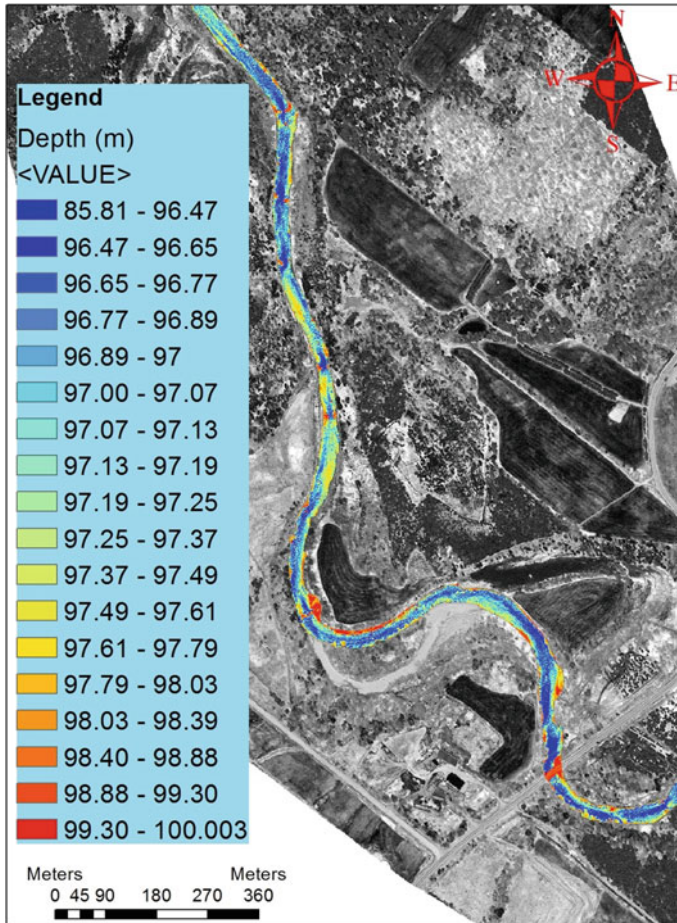 N
W E
S
Legend
Depth (m)
<VALUE>
85.81 - 96.47
96.47 - 96.65
96.65 - 96.77
96.77 - 96.89
96.89 - 97
97.00 - 97.07
97.07 - 97.13
97.13 - 97.19
97.19 - 97.25
97.25 - 97.37
97.37 - 97.49
97.49 - 97.61
97.61 - 97.79
97.79 - 98.03
98.03 - 98.39
98.40 - 98.88
98.88 - 99.30
99.30 - 100.003
Meters Meters
0 45 90 180 270 360